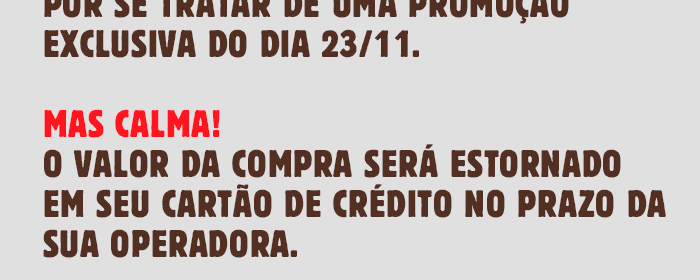 POR SE TRATAR DE UMA PROMOÇÃO
EXCLUSIVA DO DIA 23/11.
MAS CALMA!
O VALOR DA COMPRA SERÁ ESTORNADO
EM SEU CARTÃO DE CRÉDITO NO PRAZO DA
SUA OPERADORA.